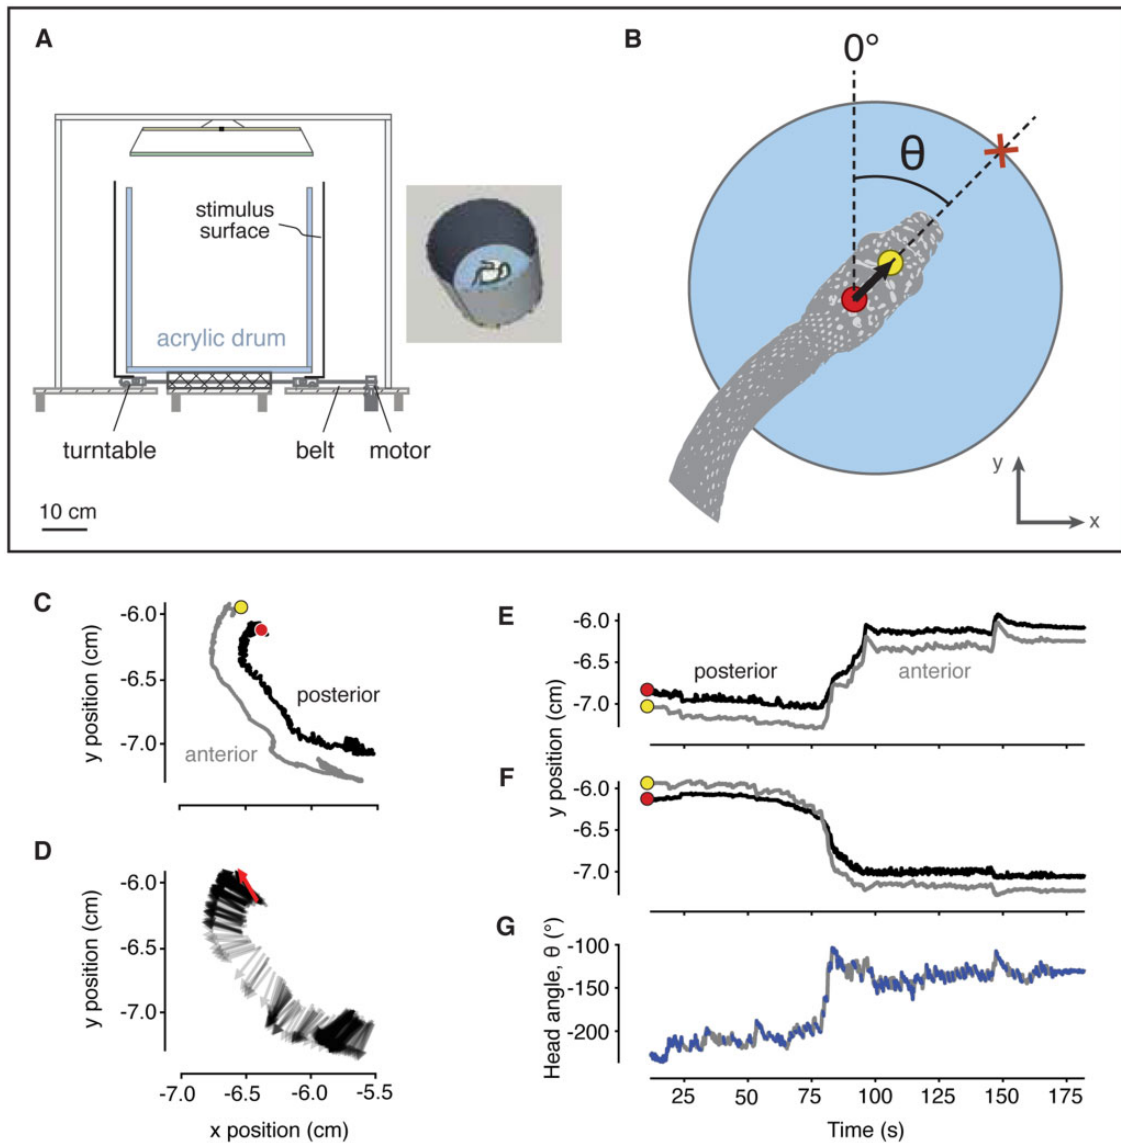 A
stimulus
surface
acrylic drum
turntable
belt
motor
10 cm
B
0°
θ
y
x
C
y position (cm)
-6.0
-6.5
-7.0
posterior
anterior
D
y position (cm)
-6.0
-6.5
-7.0
-7.0
-6.5
-6.0
-5.5
x position (cm)
E
-6.0
-6.5
-7.0
posterior
anterior
y position (cm)
F
-6.0
-6.5
-7.0
G
Head angle, θ (°)
-100
-150
-200
25
50
75
100
125
150
175
Time (s)